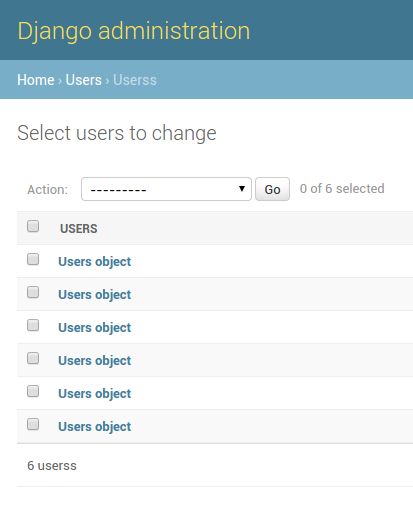 Django administration
Home › Users › Userss
Select users to change
Action: --------- Go 0 of 6 selected
USERS
Users object
Users object
Users object
Users object
Users object
Users object
6 userss